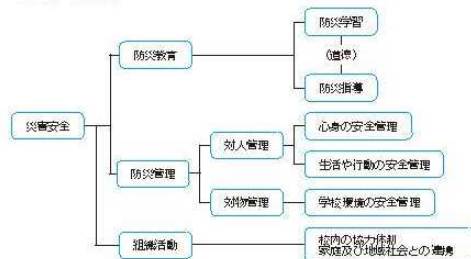 防災学習
防災教育
(道徳)
防災指導
災害安全
心身の安全管理
対人管理
生活や行動の安全管理
防災管理
対物管理
学校環境の安全管理
組織活動
校内の協力体制
家庭及び地域社会との連携